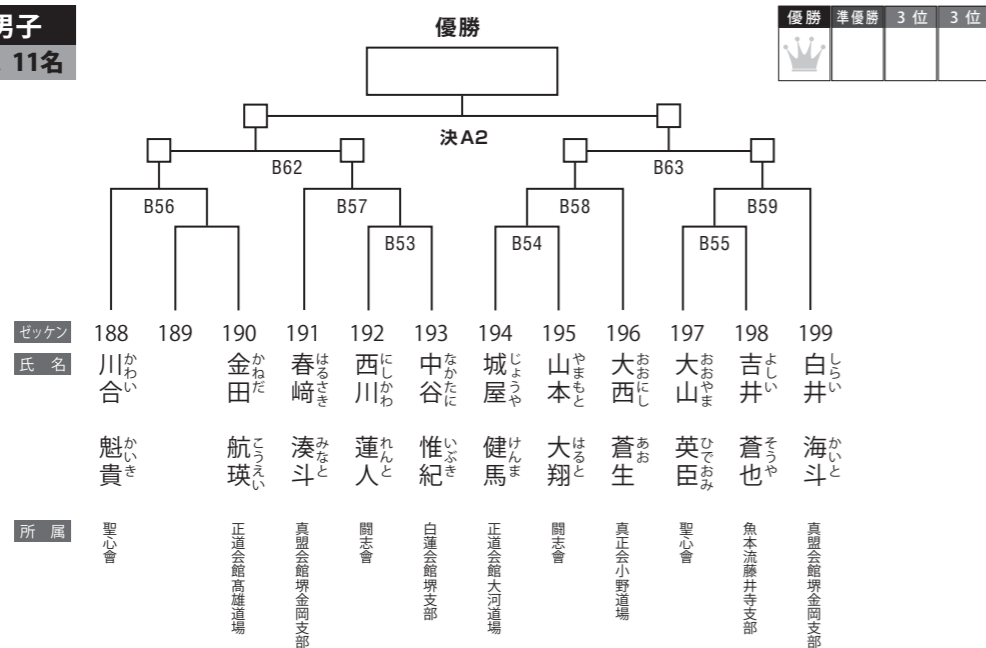 男子
11名
優勝
優勝 準優勝 3位 3位
決A2
B62 B63
B56 B57 B58 B59
B53 B54 B55
ゼッケン 188 189 190 191 192 193 194 195 196 197 198 199
氏名
川合 魁貴 かわい かいき
金田 航瑛 かねだ こうえい
春﨑 湊斗 はるさき みなと
西川 蓮人 にしかわ れんと
中谷 惟紀 なかたに いぶき
城屋 健馬 じょうや けんま
山本 大翔 やまもと はると
大西 蒼生 おおにし あお
大山 英臣 おおやま ひでおみ
吉井 蒼也 よしい そうや
白井 海斗 しらい かいと
所属
聖心會
正道会館髙雄道場
真盟会館堺金岡支部
闘志會
白蓮会館堺支部
正道会館大河道場
闘志會
真正会小野道場
聖心會
魚本流藤井寺支部
真盟会館堺金岡支部